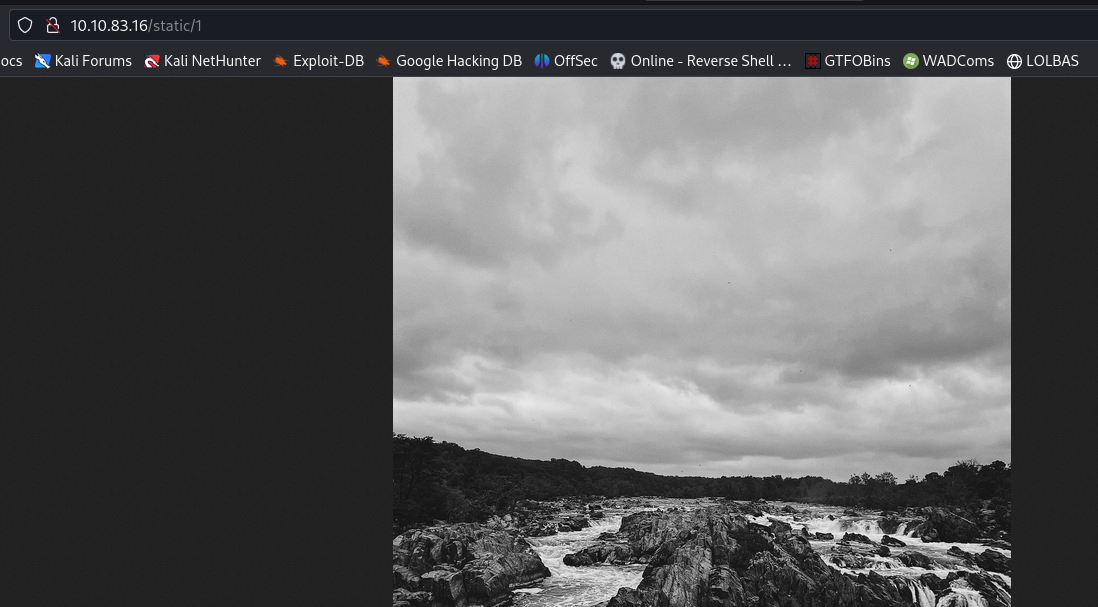 10.10.83.16/static/1
ocs Kali Forums Kali NetHunter Exploit-DB Google Hacking DB OffSec Online - Reverse Shell … GTFOBins WADComs LOLBAS